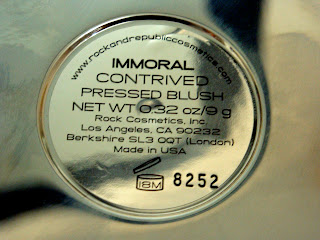 www.rockandrepubliccosmetics.com
IMMORAL
CONTRIVED
PRESSED BLUSH
NET WT 0.32 oz/9 g
Rock Cosmetics, Inc.
Los Angeles, CA 90232
Berkshire SL3 0QT (London)
Made in USA
18M
8252